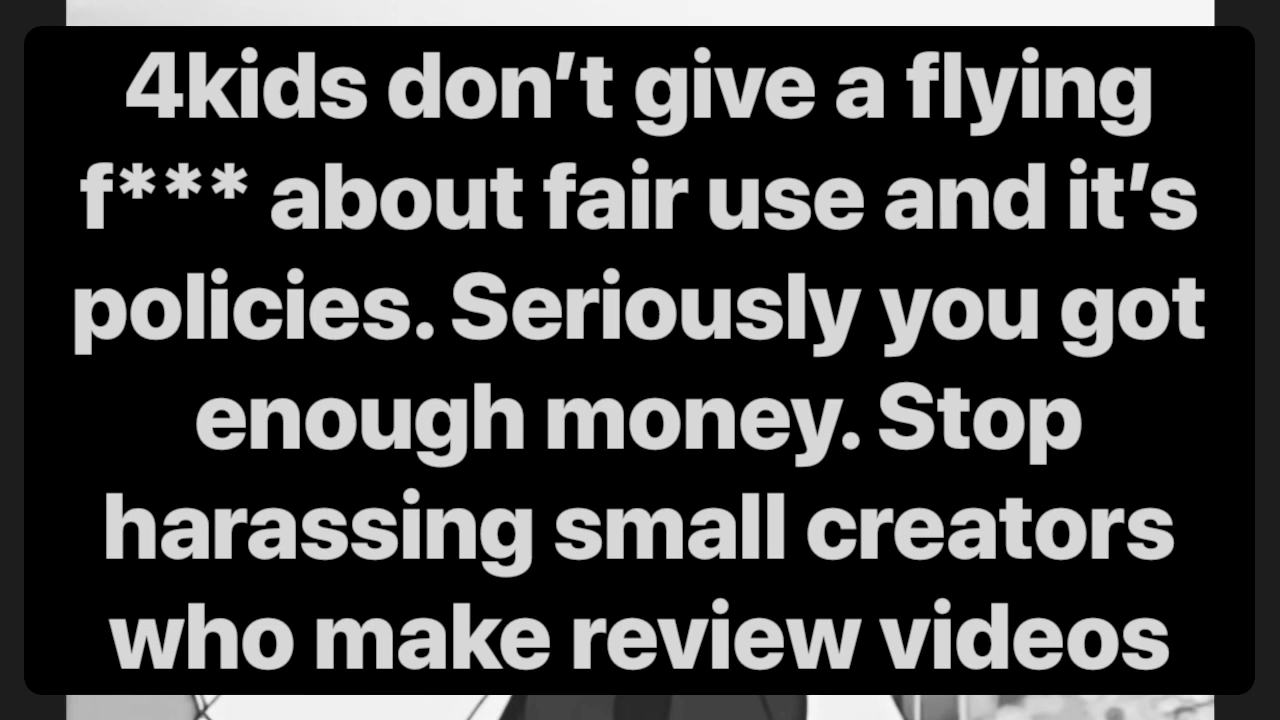 4kids don’t give a flying
f*** about fair use and it’s
policies. Seriously you got
enough money. Stop
harassing small creators
who make review videos